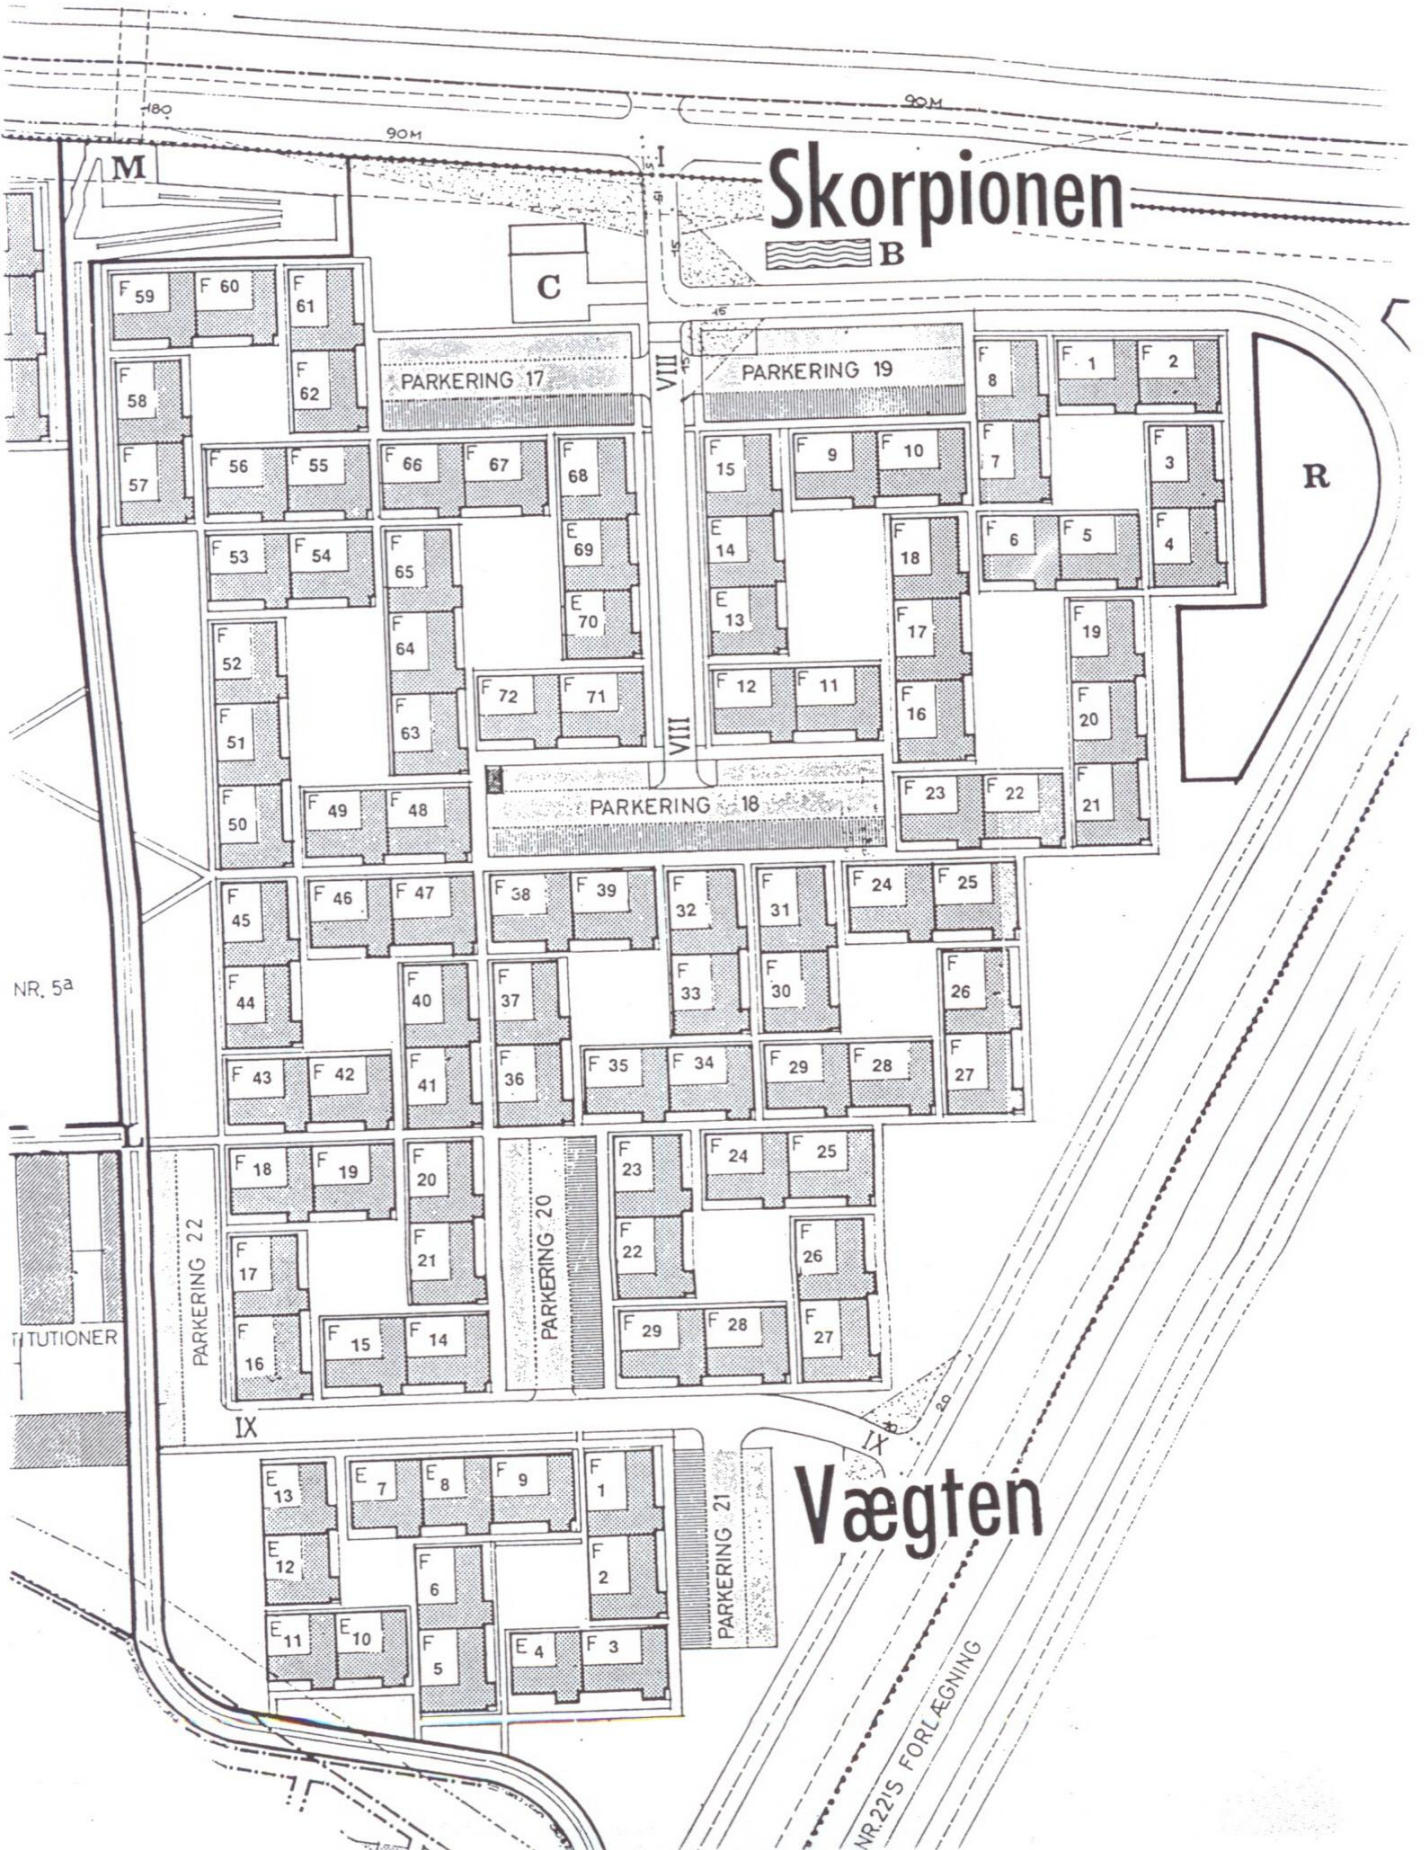 180
90M
90M
M
I
15
Skorpionen
B
15
C
15
F 59
F 60
F 61
F 62
PARKERING 17
VIII
15
PARKERING 19
F 8
F 1
F 2
F 58
F 57
F 56
F 55
F 66
F 67
F 68
F 15
F 9
F 10
F 7
F 3
R
F 53
F 54
F 65
E 69
E 14
F 18
F 6
F 5
F 4
E 70
E 13
F 52
F 64
F 17
F 19
F 51
F 63
F 72
F 71
VIII
F 12
F 11
F 16
F 20
F 50
F 49
F 48
PARKERING 18
F 23
F 22
F 21
F 45
F 46
F 47
F 38
F 39
F 32
F 31
F 24
F 25
NR. 5a
F 44
F 40
F 37
F 33
F 30
F 26
F 43
F 42
F 41
F 36
F 35
F 34
F 29
F 28
F 27
PARKERING 22
F 18
F 19
F 20
PARKERING 20
F 23
F 24
F 25
F 17
F 21
F 22
F 26
TITUTIONER
F 16
F 15
F 14
F 29
F 28
F 27
IX
20
IX
E 13
E 7
E 8
F 9
F 1
PARKERING 21
Vægten
E 12
F 6
F 2
E 11
E 10
F 5
E 4
F 3
NR.22'S FORLÆGNING